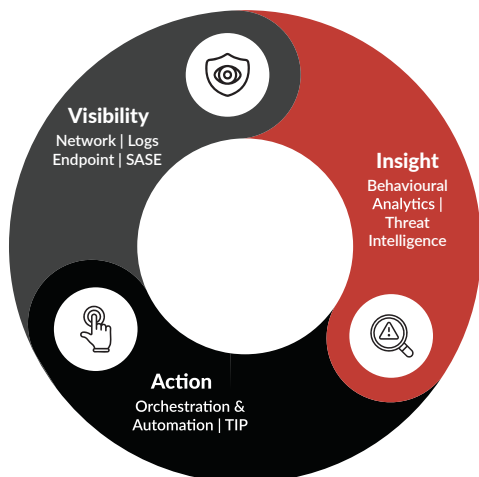 Visibility
Network | Logs
Endpoint | SASE
Insight
Behavioural
Analytics |
Threat
Intelligence
Action
Orchestration &
Automation | TIP